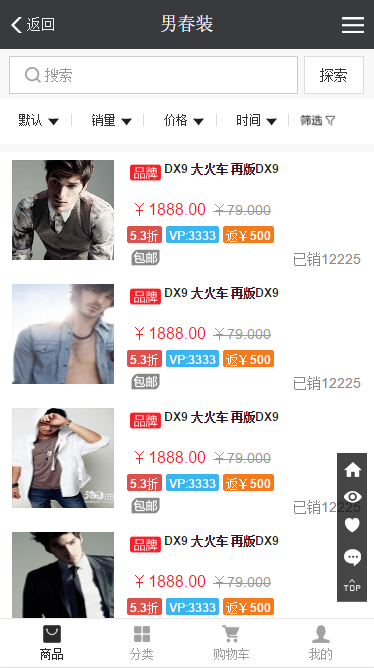 返回
男春装
搜索
探索
默认 销量 价格 时间 筛选
品牌 DX9 大火车 再版DX9
￥1888.00 ￥79.000
5.3折 VP:3333 返￥500
包邮
已销12225
品牌 DX9 大火车 再版DX9
￥1888.00 ￥79.000
5.3折 VP:3333 返￥500
包邮
已销12225
品牌 DX9 大火车 再版DX9
￥1888.00 ￥79.000
5.3折 VP:3333 返￥500
包邮
已销12225
品牌 DX9 大火车 再版DX9
￥1888.00 ￥79.000
5.3折 VP:3333 返￥500
TOP
商品 分类 购物车 我的